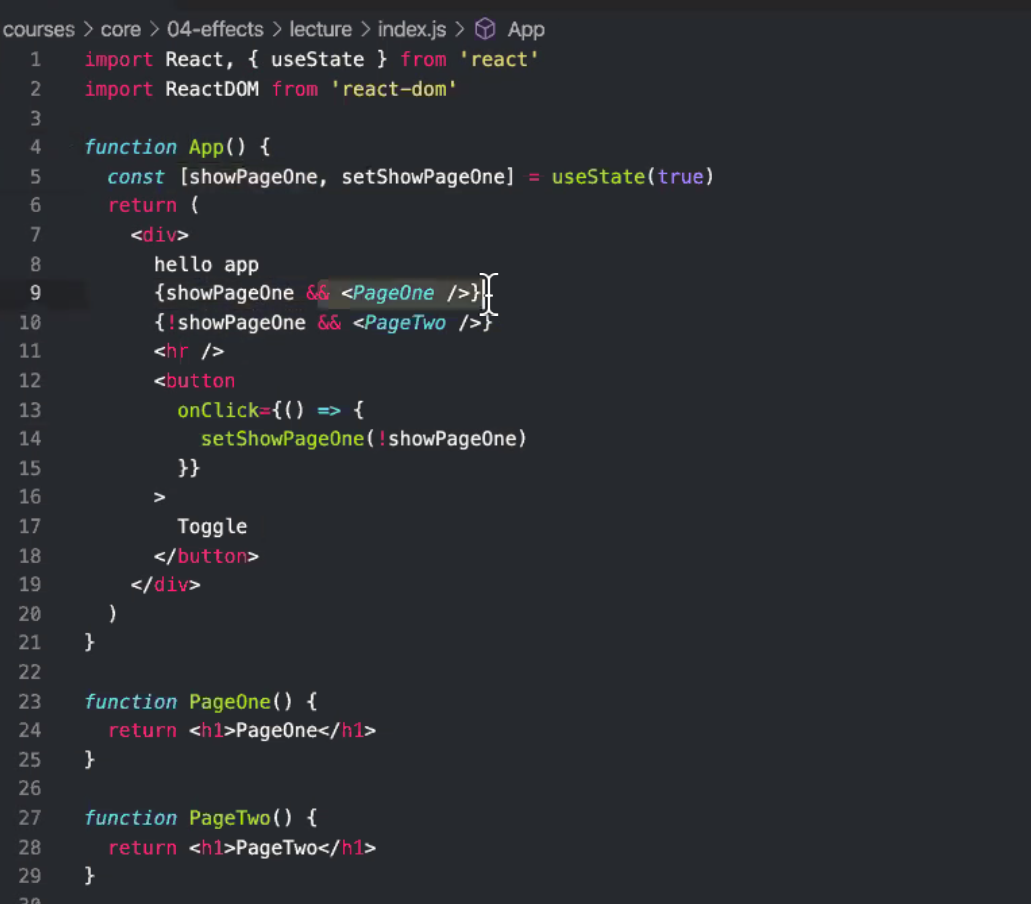 courses > core > 04-effects > lecture > index.js > App
1 import React, { useState } from 'react'
2 import ReactDOM from 'react-dom'
3
4 function App() {
5 const [showPageOne, setShowPageOne] = useState(true)
6 return (
7 <div>
8 hello app
9 {showPageOne && <PageOne />}
10 {!showPageOne && <PageTwo />}
11 <hr />
12 <button
13 onClick={() => {
14 setShowPageOne(!showPageOne)
15 }}
16 >
17 Toggle
18 </button>
19 </div>
20 )
21 }
22
23 function PageOne() {
24 return <h1>PageOne</h1>
25 }
26
27 function PageTwo() {
28 return <h1>PageTwo</h1>
29 }